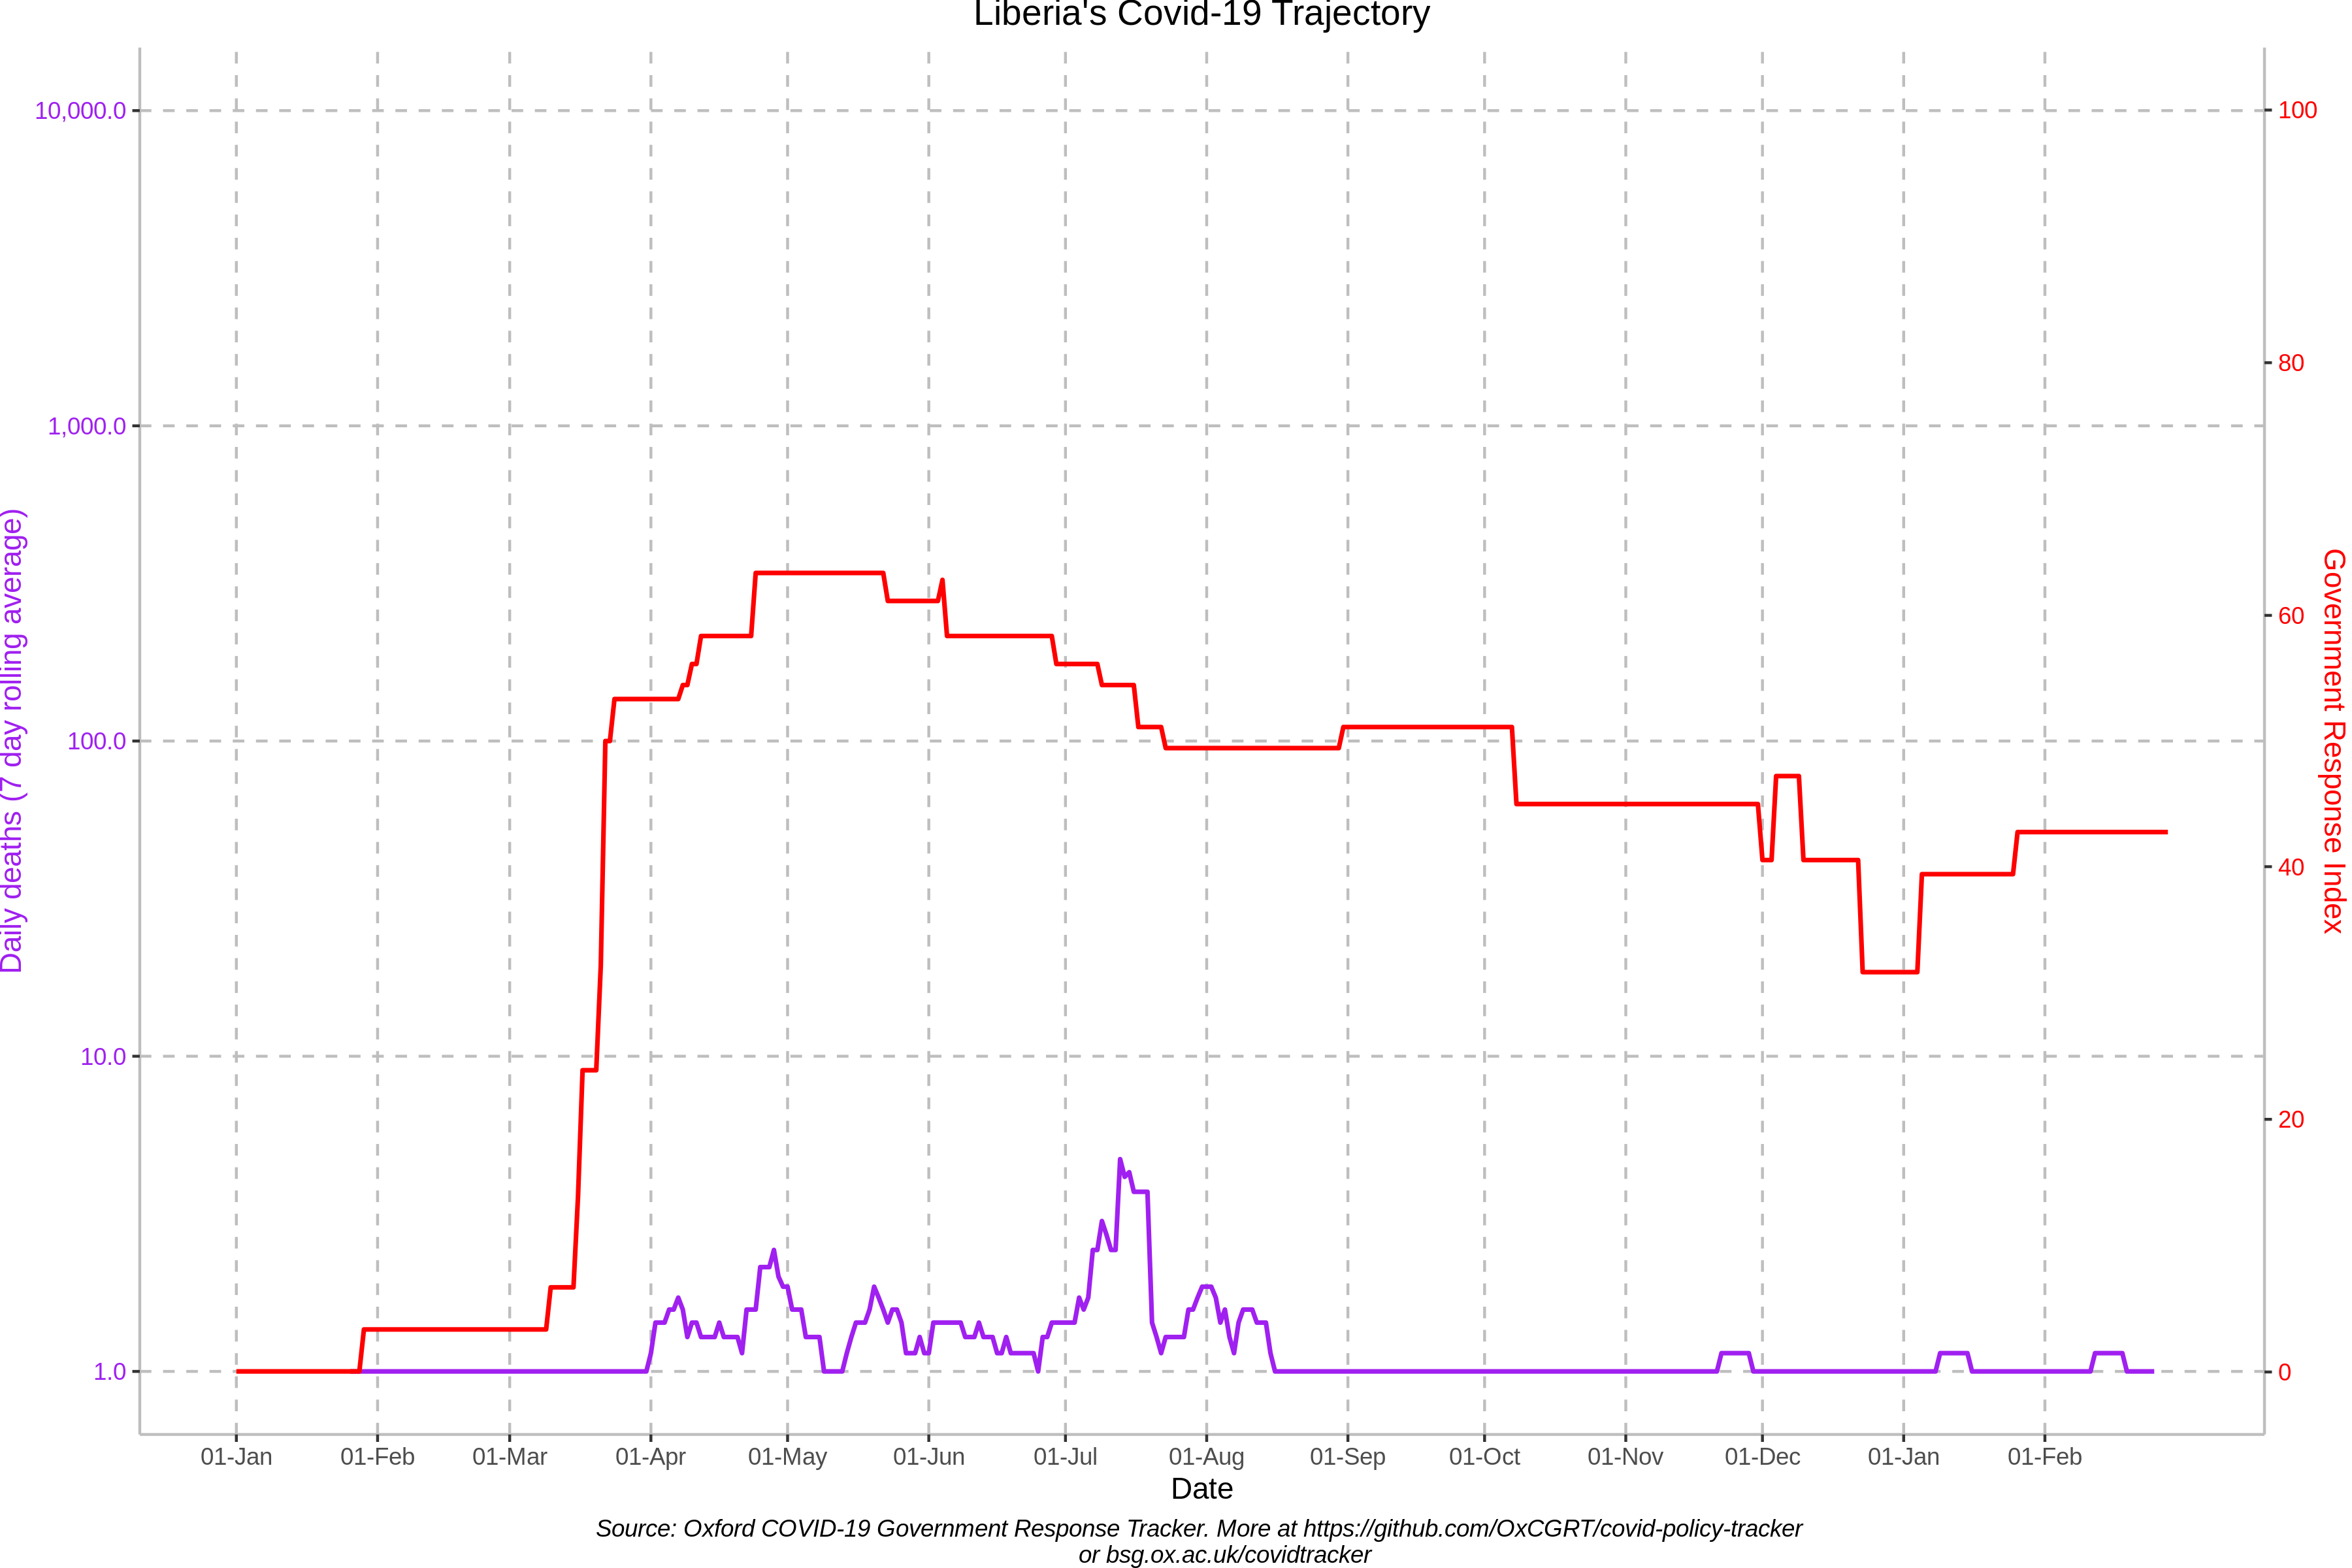 Liberia's Covid-19 Trajectory
10,000.0
1,000.0
100.0
10.0
1.0
Daily deaths (7 day rolling average)
100
80
60
40
20
0
Government Response Index
01-Jan 01-Feb 01-Mar 01-Apr 01-May 01-Jun 01-Jul 01-Aug 01-Sep 01-Oct 01-Nov 01-Dec 01-Jan 01-Feb
Date
Source: Oxford COVID-19 Government Response Tracker. More at https://github.com/OxCGRT/covid-policy-tracker
or bsg.ox.ac.uk/covidtracker